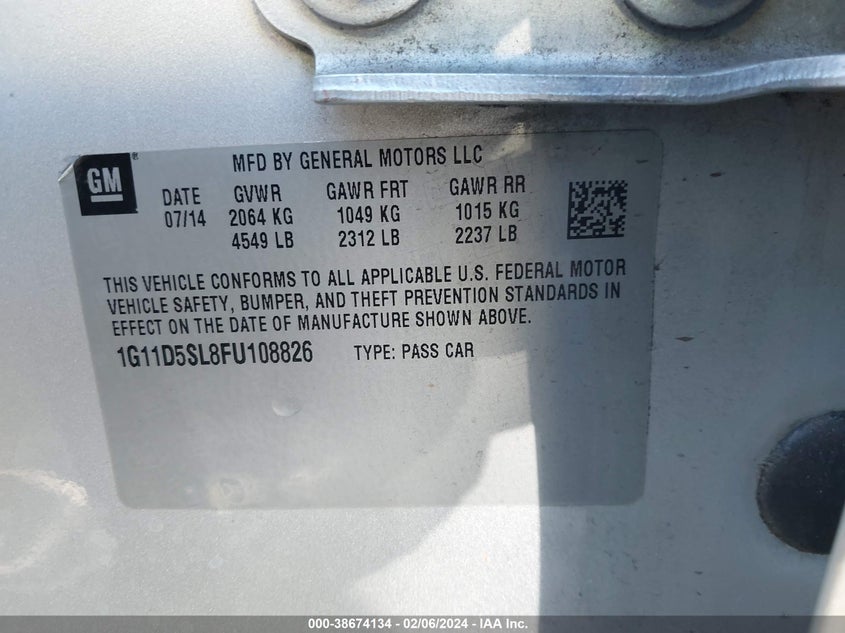 GM
MFD BY GENERAL MOTORS LLC
DATE GVWR GAWR FRT GAWR RR
07/14 2064 KG 1049 KG 1015 KG
4549 LB 2312 LB 2237 LB
THIS VEHICLE CONFORMS TO ALL APPLICABLE U.S. FEDERAL MOTOR
VEHICLE SAFETY, BUMPER, AND THEFT PREVENTION STANDARDS IN
EFFECT ON THE DATE OF MANUFACTURE SHOWN ABOVE.
1G11D5SL8FU108826 TYPE: PASS CAR
000-38674134 - 02/06/2024 - IAA Inc.